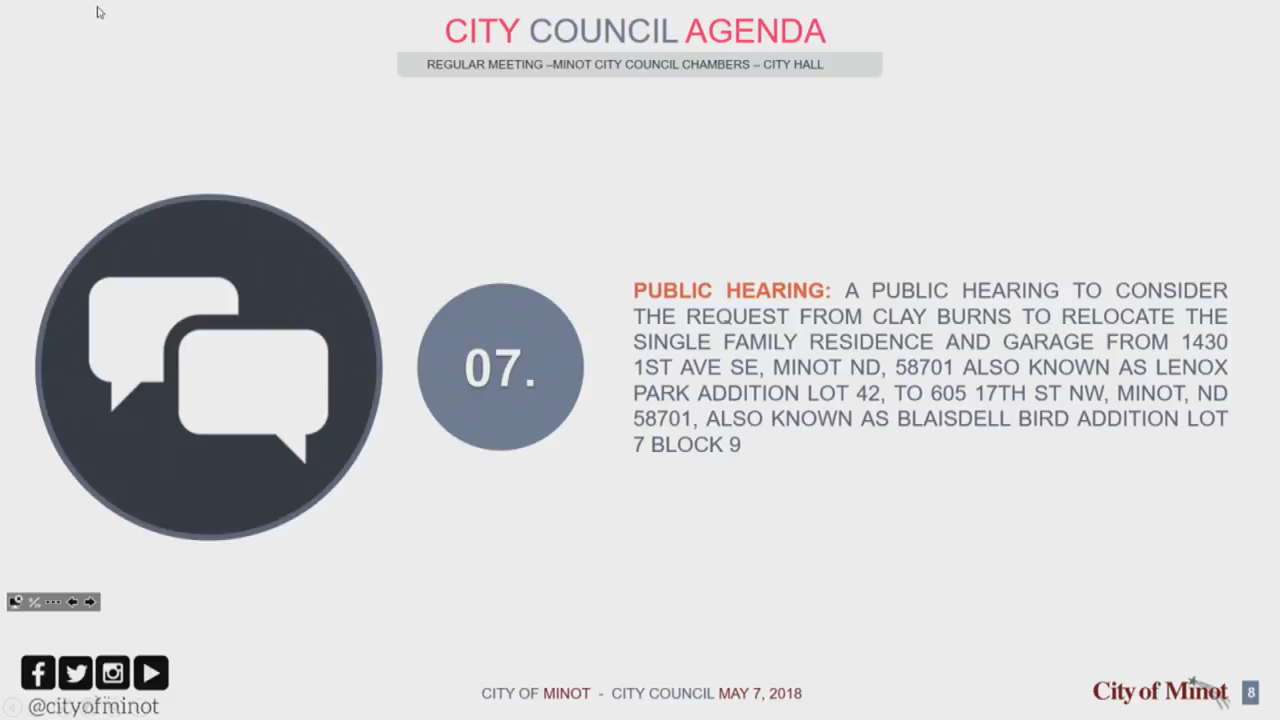 CITY COUNCIL AGENDA
REGULAR MEETING –MINOT CITY COUNCIL CHAMBERS – CITY HALL
07.
PUBLIC HEARING: A PUBLIC HEARING TO CONSIDER
THE REQUEST FROM CLAY BURNS TO RELOCATE THE
SINGLE FAMILY RESIDENCE AND GARAGE FROM 1430
1ST AVE SE, MINOT ND, 58701 ALSO KNOWN AS LENOX
PARK ADDITION LOT 42, TO 605 17TH ST NW, MINOT, ND
58701, ALSO KNOWN AS BLAISDELL BIRD ADDITION LOT
7 BLOCK 9
@cityofminot
CITY OF MINOT - CITY COUNCIL MAY 7, 2018
City of Minot
8